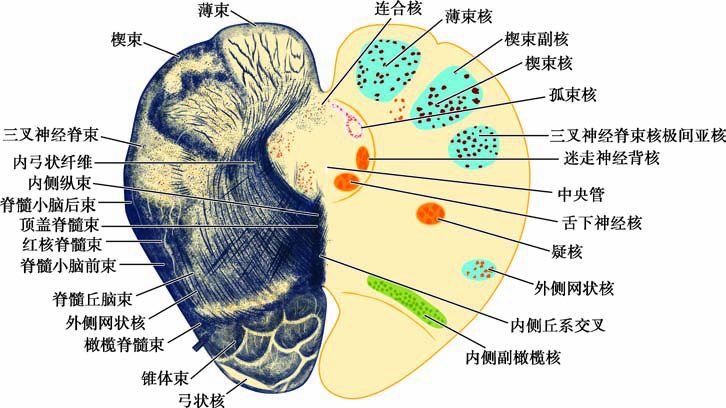 薄束
楔束
三叉神经脊束
内弓状纤维
内侧纵束
脊髓小脑后束
顶盖脊髓束
红核脊髓束
脊髓小脑前束
脊髓丘脑束
外侧网状核
橄榄脊髓束
锥体束
弓状核
连合核
薄束核
楔束副核
楔束核
孤束核
三叉神经脊束核极间亚核
迷走神经背核
中央管
舌下神经核
疑核
外侧网状核
内侧丘系交叉
内侧副橄榄核